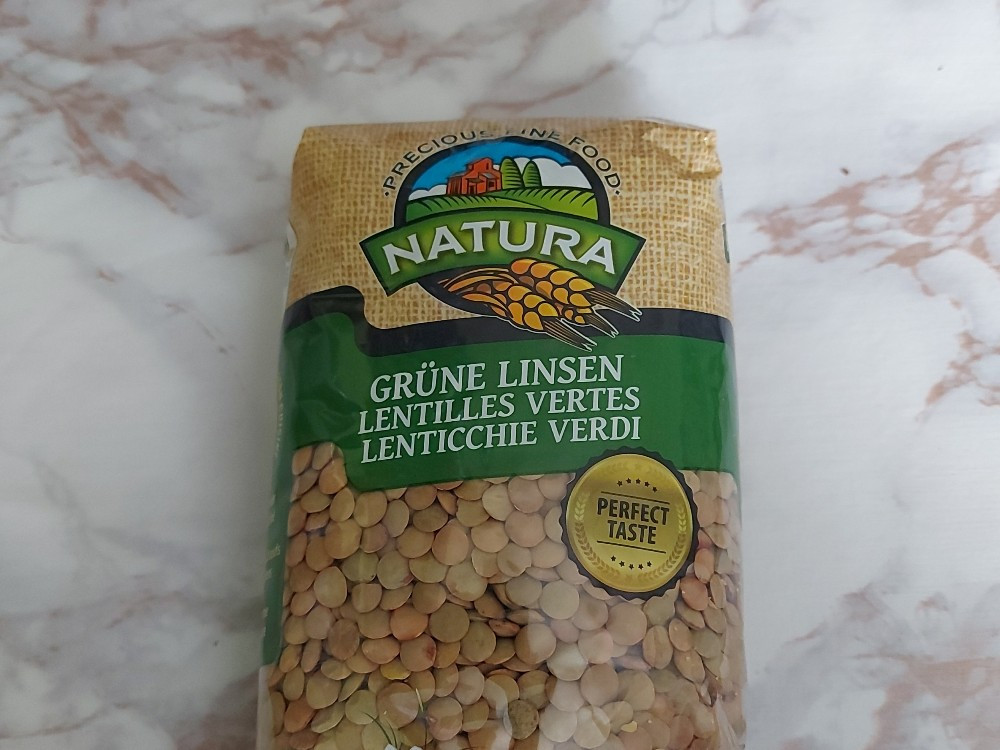 ·PRECIOUS FINE FOOD·
NATURA
GRÜNE LINSEN
LENTILLES VERTES
LENTICCHIE VERDI
PERFECT
TASTE